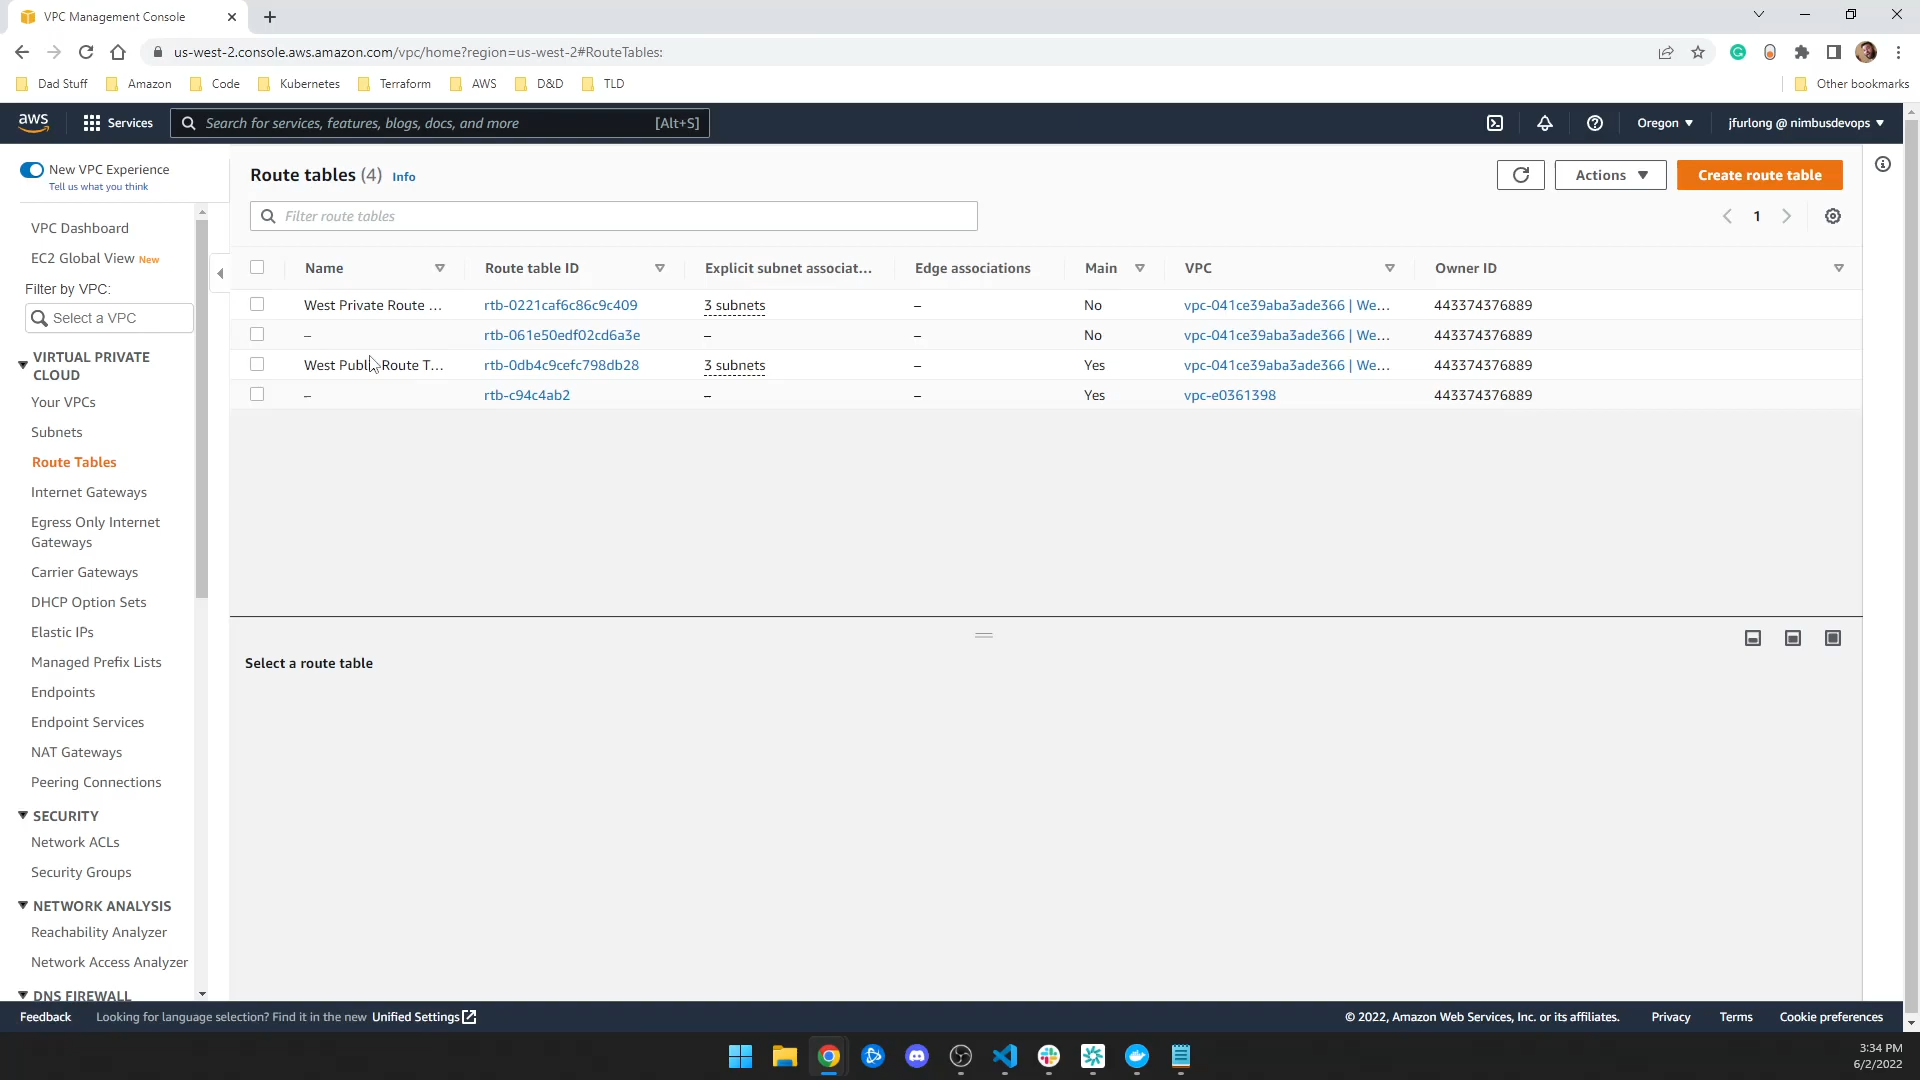 VPC Management Console
us-west-2.console.aws.amazon.com/vpc/home?region=us-west-2#RouteTables:
Dad Stuff Amazon Code Kubernetes Terraform AWS D&D TLD Other bookmarks
aws Services Search for services, features, blogs, docs, and more [Alt+S] Oregon jfurlong @ nimbusdevops
New VPC Experience
Tell us what you think
VPC Dashboard
EC2 Global View New
Filter by VPC:
Select a VPC
VIRTUAL PRIVATE
CLOUD
Your VPCs
Subnets
Route Tables
Internet Gateways
Egress Only Internet
Gateways
Carrier Gateways
DHCP Option Sets
Elastic IPs
Managed Prefix Lists
Endpoints
Endpoint Services
NAT Gateways
Peering Connections
SECURITY
Network ACLs
Security Groups
NETWORK ANALYSIS
Reachability Analyzer
Network Access Analyzer
DNS FIREWALL
Route tables (4) Info
Actions Create route table
Filter route tables
1
Name Route table ID Explicit subnet associat... Edge associations Main VPC Owner ID
West Private Route ... rtb-0221caf6c86c9c409 3 subnets – No vpc-041ce39aba3ade366 | We... 443374376889
– rtb-061e50edf02cd6a3e – – No vpc-041ce39aba3ade366 | We... 443374376889
West Public Route T... rtb-0db4c9cefc798db28 3 subnets – Yes vpc-041ce39aba3ade366 | We... 443374376889
– rtb-c94c4ab2 – – Yes vpc-e0361398 443374376889
Select a route table
Feedback Looking for language selection? Find it in the new Unified Settings © 2022, Amazon Web Services, Inc. or its affiliates. Privacy Terms Cookie preferences
3:34 PM
6/2/2022